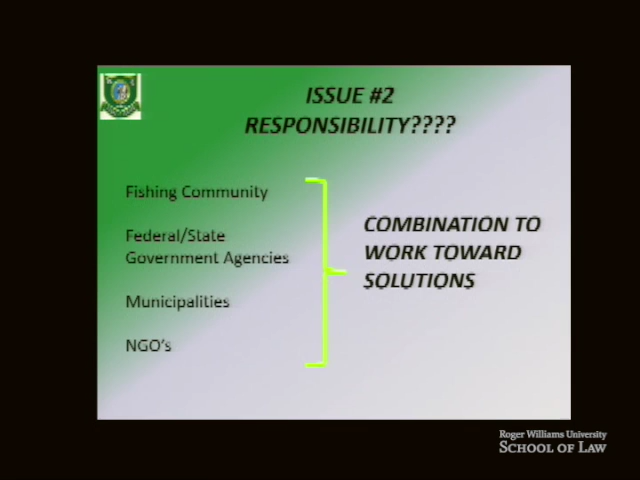 ISSUE #2
RESPONSIBILITY????
Fishing Community
Federal/State
Government Agencies
Municipalities
NGO's
COMBINATION TO
WORK TOWARD
SOLUTIONS
Roger Williams University
SCHOOL OF LAW